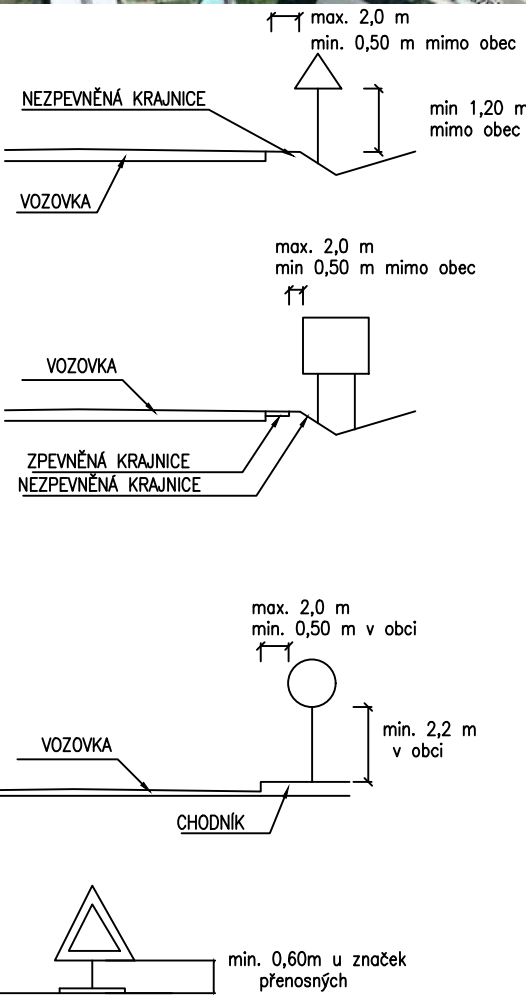 max. 2,0 m
min. 0,50 m mimo obec
NEZPEVNĚNÁ KRAJNICE
min 1,20 m
mimo obec
VOZOVKA
max. 2,0 m
min 0,50 m mimo obec
VOZOVKA
ZPEVNĚNÁ KRAJNICE
NEZPEVNĚNÁ KRAJNICE
max. 2,0 m
min. 0,50 m v obci
min. 2,2 m
v obci
VOZOVKA
CHODNÍK
min. 0,60m u značek
přenosných